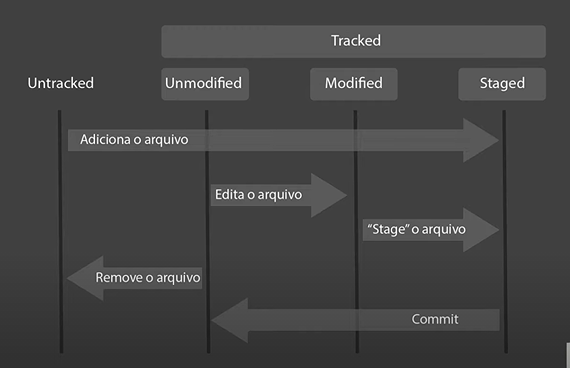 Tracked
Untracked
Unmodified
Modified
Staged
Adiciona o arquivo
Edita o arquivo
“Stage” o arquivo
Remove o arquivo
Commit